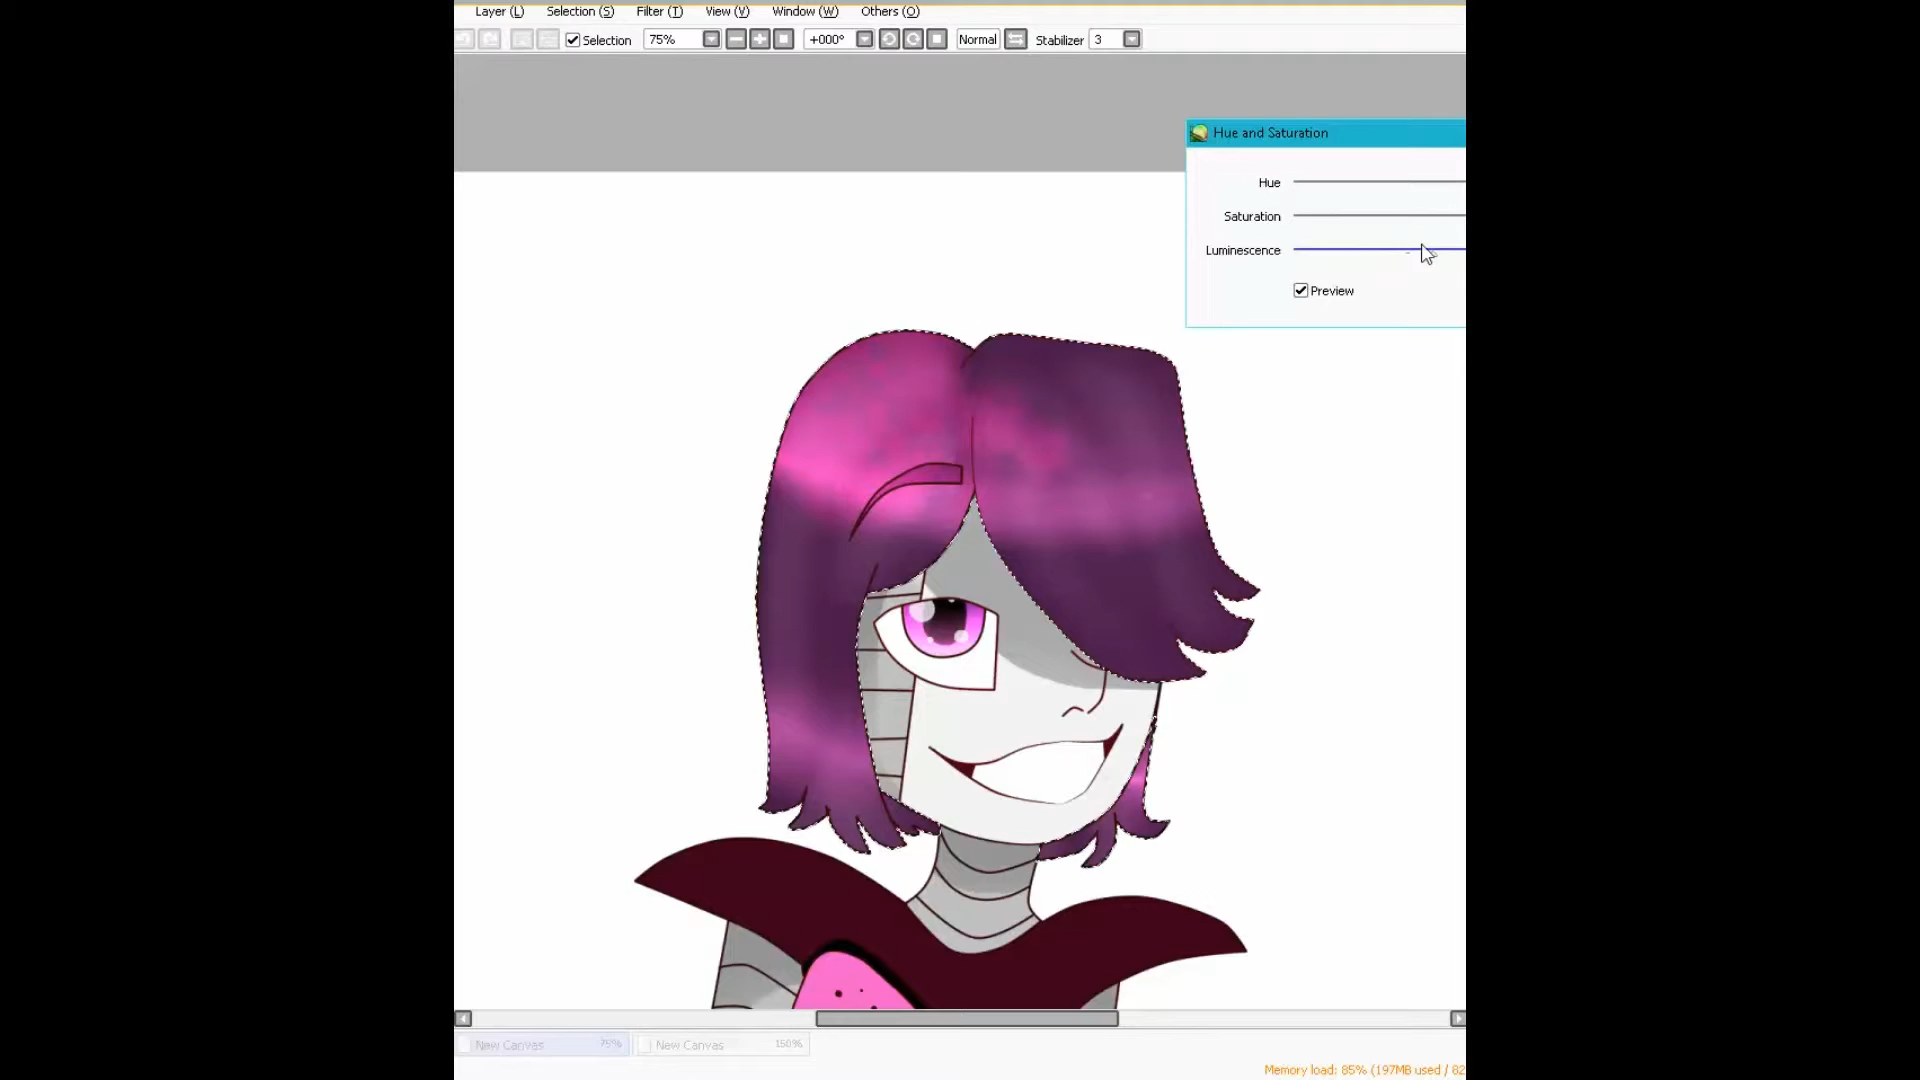 Layer (L) Selection (S) Filter (T) View (V) Window (W) Others (O)
Selection 75% +000° Normal Stabilizer 3
Hue and Saturation
Hue
Saturation
Luminescence
Preview
New Canvas 75% New Canvas 150%
Memory load: 85% (197MB used / 82